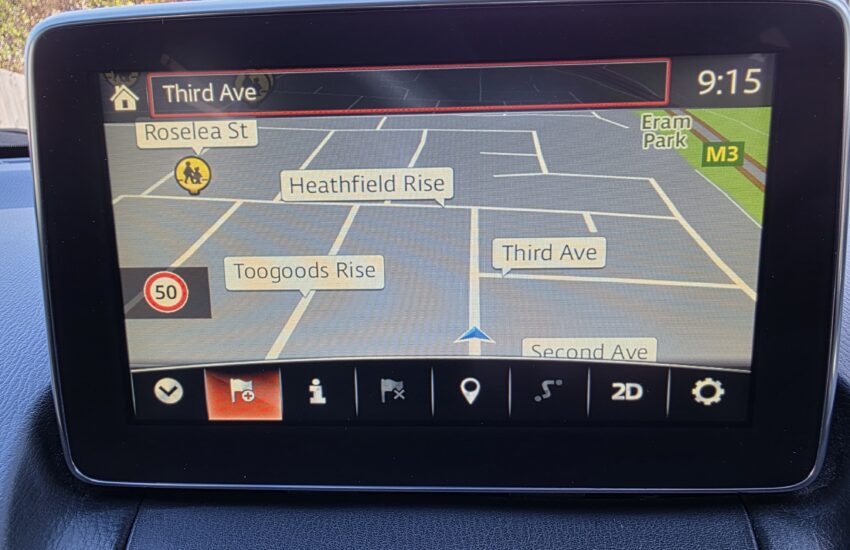 Third Ave
9:15
Roselea St
Eram
Park
M3
Heathfield Rise
Third Ave
Toogoods Rise
50
Second Ave
2D